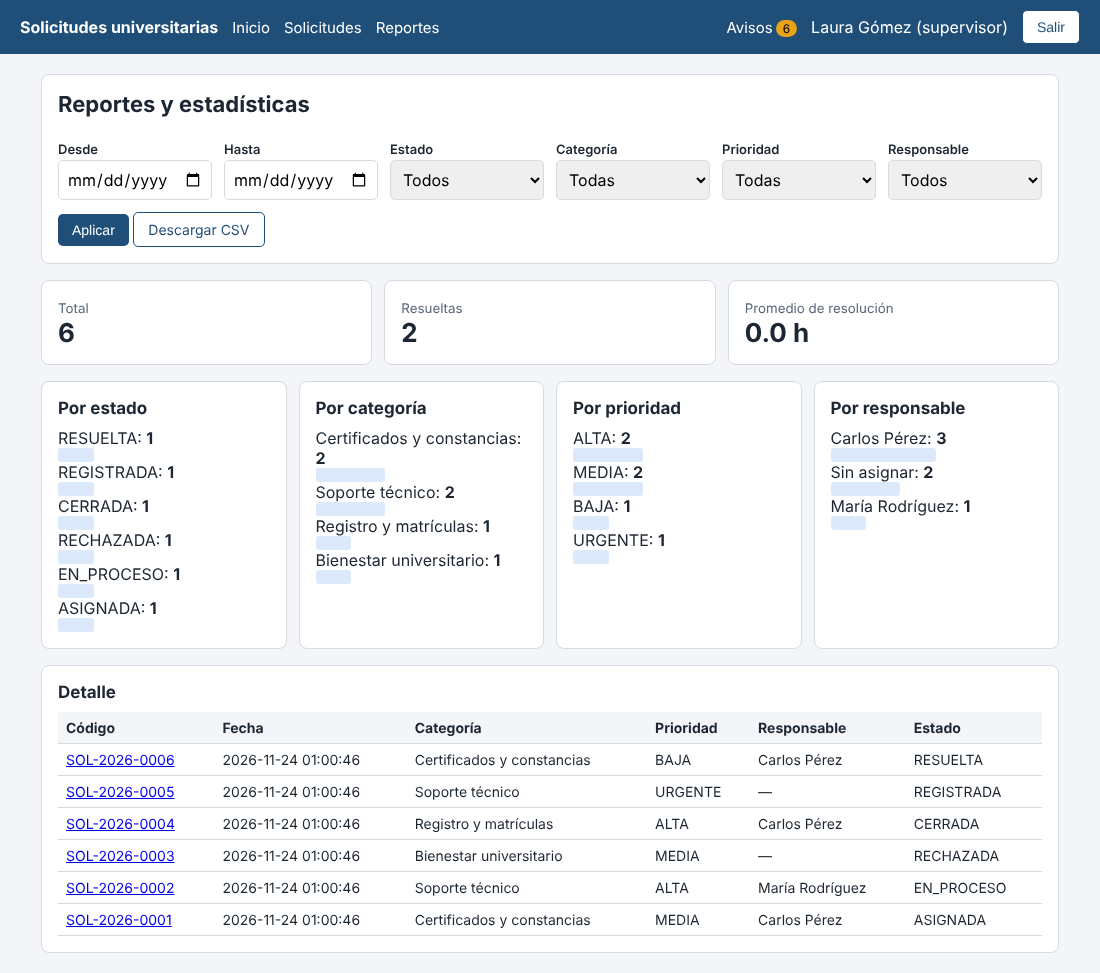 Solicitudes universitarias Inicio Solicitudes Reportes Avisos 6 Laura Gómez (supervisor) Salir
Reportes y estadísticas
Desde Hasta Estado Categoría Prioridad Responsable
mm/dd/yyyy mm/dd/yyyy Todos Todas Todas Todos
Aplicar Descargar CSV
Total Resueltas Promedio de resolución
6 2 0.0 h
Por estado
RESUELTA: 1
REGISTRADA: 1
CERRADA: 1
RECHAZADA: 1
EN_PROCESO: 1
ASIGNADA: 1
Por categoría
Certificados y constancias:
2
Soporte técnico: 2
Registro y matrículas: 1
Bienestar universitario: 1
Por prioridad
ALTA: 2
MEDIA: 2
BAJA: 1
URGENTE: 1
Por responsable
Carlos Pérez: 3
Sin asignar: 2
María Rodríguez: 1
Detalle
Código Fecha Categoría Prioridad Responsable Estado
SOL-2026-0006 2026-11-24 01:00:46 Certificados y constancias BAJA Carlos Pérez RESUELTA
SOL-2026-0005 2026-11-24 01:00:46 Soporte técnico URGENTE — REGISTRADA
SOL-2026-0004 2026-11-24 01:00:46 Registro y matrículas ALTA Carlos Pérez CERRADA
SOL-2026-0003 2026-11-24 01:00:46 Bienestar universitario MEDIA — RECHAZADA
SOL-2026-0002 2026-11-24 01:00:46 Soporte técnico ALTA María Rodríguez EN_PROCESO
SOL-2026-0001 2026-11-24 01:00:46 Certificados y constancias MEDIA Carlos Pérez ASIGNADA